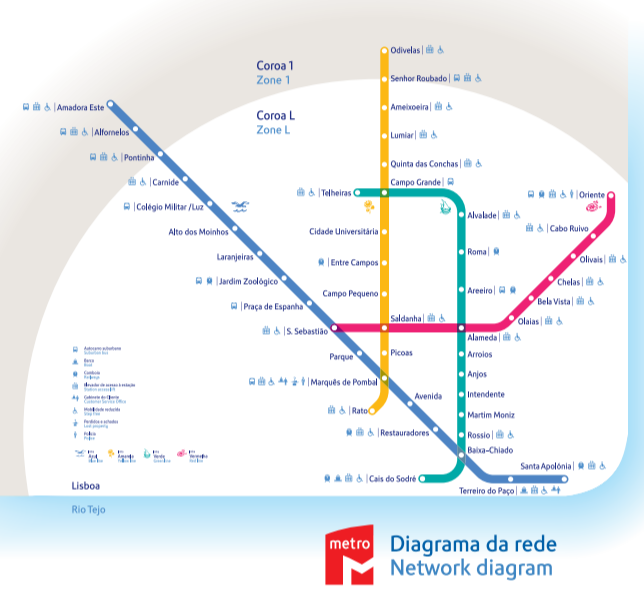 Odivelas
Coroa 1
Zone 1
Senhor Roubado
Amadora Este
Ameixoeira
Coroa L
Zone L
Alfornelos
Lumiar
Pontinha
Quinta das Conchas
Carnide
Campo Grande
Telheiras
Oriente
Colégio Militar /Luz
Alvalade
Alto dos Moinhos
Cidade Universitária
Cabo Ruivo
Laranjeiras
Roma
Entre Campos
Olivais
Jardim Zoológico
Chelas
Campo Pequeno
Areeiro
Bela Vista
Praça de Espanha
Saldanha
Olaias
S. Sebastião
Alameda
Parque
Picoas
Arroios
Marquês de Pombal
Anjos
Avenida
Intendente
Rato
Martim Moniz
Restauradores
Rossio
Baixa-Chiado
Santa Apolónia
Cais do Sodré
Terreiro do Paço
Lisboa
Rio Tejo
metro
Diagrama da rede
Network diagram